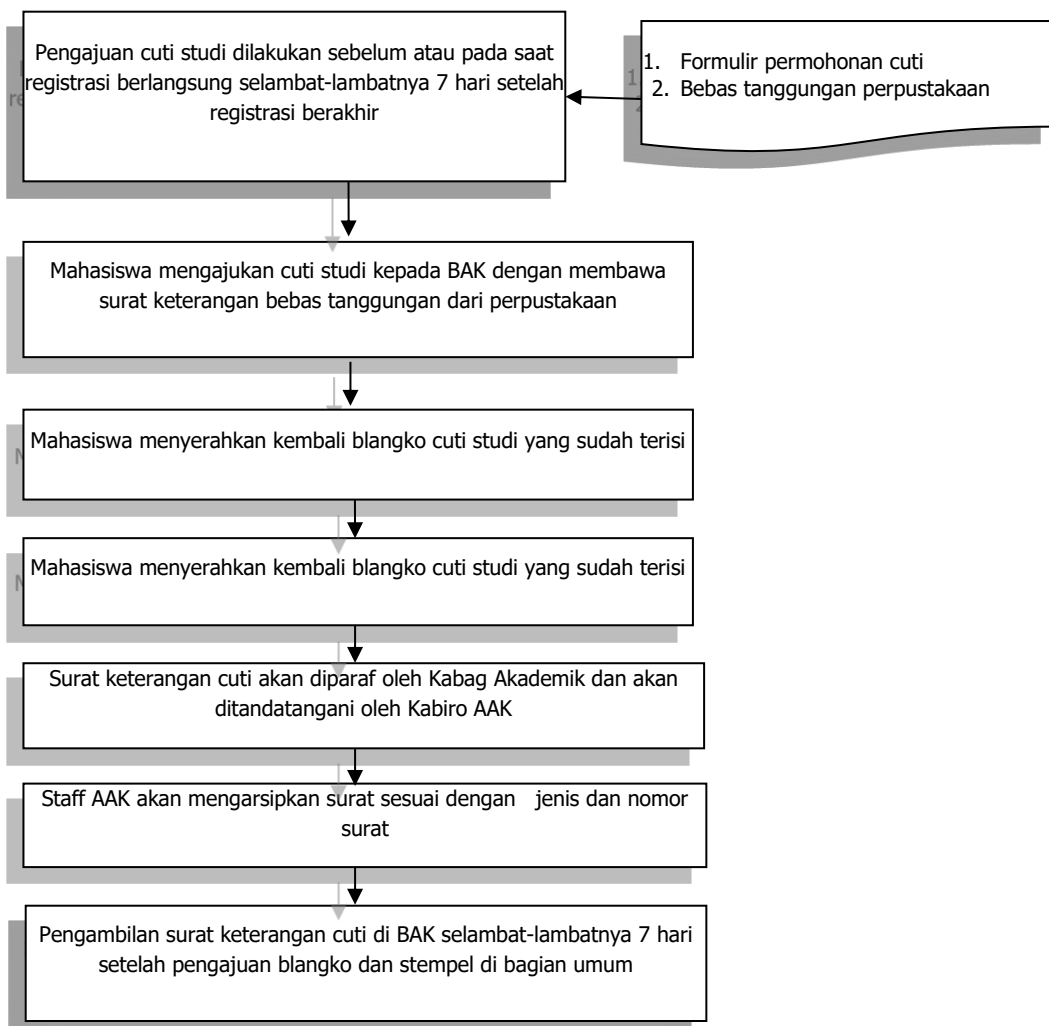 Pengajuan cuti studi dilakukan sebelum atau pada saat
registrasi berlangsung selambat-lambatnya 7 hari setelah
registrasi berakhir
1. Formulir permohonan cuti
2. Bebas tanggungan perpustakaan
Mahasiswa mengajukan cuti studi kepada BAK dengan membawa
surat keterangan bebas tanggungan dari perpustakaan
Mahasiswa menyerahkan kembali blangko cuti studi yang sudah terisi
Mahasiswa menyerahkan kembali blangko cuti studi yang sudah terisi
Surat keterangan cuti akan diparaf oleh Kabag Akademik dan akan
ditandatangani oleh Kabiro AAK
Staff AAK akan mengarsipkan surat sesuai dengan jenis dan nomor
surat
Pengambilan surat keterangan cuti di BAK selambat-lambatnya 7 hari
setelah pengajuan blangko dan stempel di bagian umum